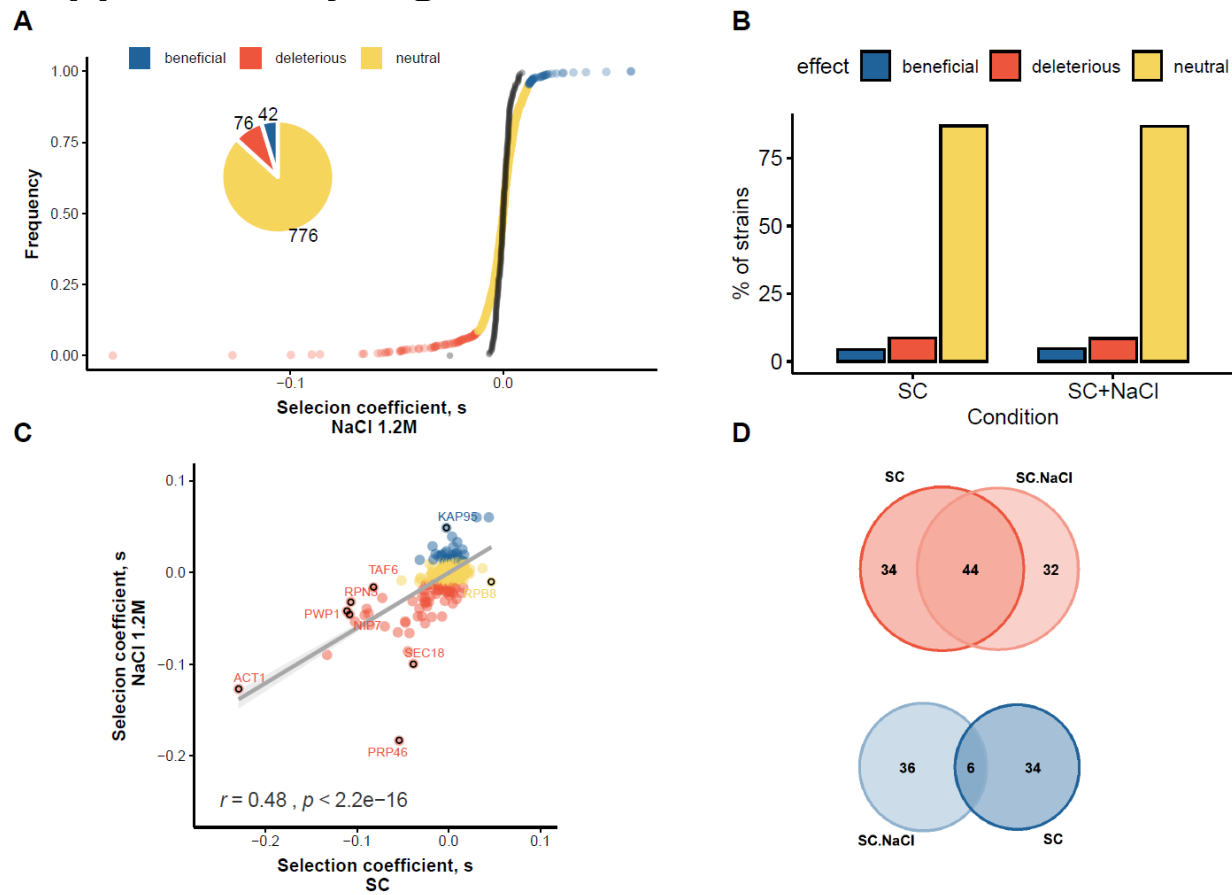 A
beneficial deleterious neutral
1.00
0.75
0.50
0.25
0.00
Frequency
76 42
776
−0.1 0.0
Selecion coefficient, s
NaCl 1.2M
B
effect beneficial deleterious neutral
75
50
25
0
% of strains
SC SC+NaCl
Condition
C
0.1
0.0
−0.1
−0.2
Selecion coefficient, s
NaCl 1.2M
KAP95
TAF6
RPN3
RPB8
PWP1
NIP7
SEC18
ACT1
PRP46
r = 0.48 , p < 2.2e−16
−0.2 −0.1 0.0 0.1
Selection coefficient, s
SC
D
SC
SC.NaCl
34 44 32
36 6 34
SC.NaCl
SC